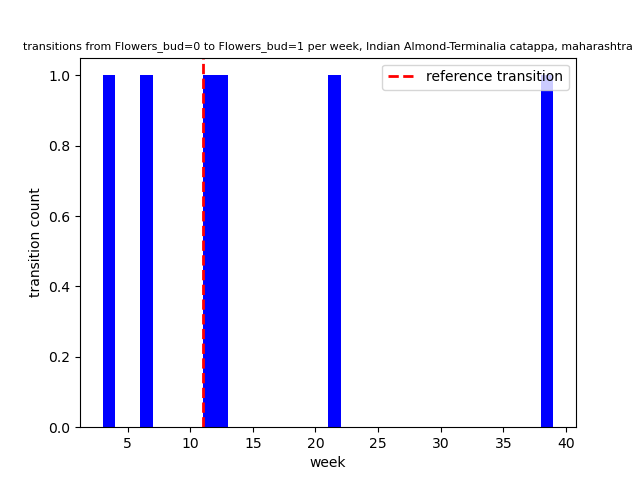 transitions from Flowers_bud=0 to Flowers_bud=1 per week, Indian Almond-Terminalia catappa, maharashtra
reference transition
transition count
1.0
0.8
0.6
0.4
0.2
0.0
5 10 15 20 25 30 35 40
week